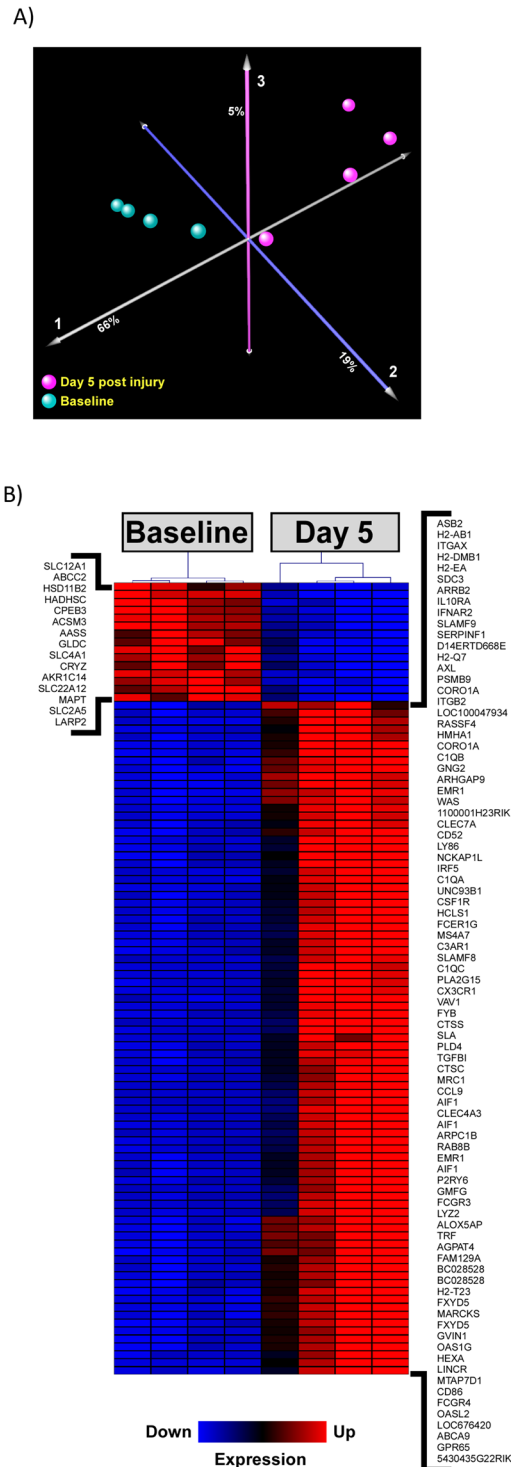 A)
3
5%
1
66%
19%
2
Day 5 post injury
Baseline
B)
Baseline
Day 5
SLC12A1
ABCC2
HSD11B2
HADHSC
CPEB3
ACSM3
AASS
GLDC
SLC4A1
CRYZ
AKR1C14
SLC22A12
MAPT
SLC2A5
LARP2
ASB2
H2-AB1
ITGAX
H2-DMB1
H2-EA
SDC3
ARRB2
IL10RA
IFNAR2
SLAMF9
SERPINF1
D14ERTD668E
H2-Q7
AXL
PSMB9
CORO1A
ITGB2
LOC100047934
RASSF4
HMHA1
CORO1A
C1QB
GNG2
ARHGAP9
EMR1
WAS
1100001H23RIK
CLEC7A
CD52
LY86
NCKAP1L
IRF5
C1QA
UNC93B1
CSF1R
HCLS1
FCER1G
MS4A7
C3AR1
SLAMF8
C1QC
PLA2G15
CX3CR1
VAV1
FYB
CTSS
SLA
PLD4
TGFBI
CTSC
MRC1
CCL9
AIF1
CLEC4A3
AIF1
ARPC1B
RAB8B
EMR1
AIF1
P2RY6
GMFG
FCGR3
LYZ2
ALOX5AP
TRF
AGPAT4
FAM129A
BC028528
BC028528
H2-T23
FXYD5
MARCKS
FXYD5
GVIN1
OAS1G
HEXA
LINCR
MTAP7D1
CD86
FCGR4
OASL2
LOC676420
ABCA9
GPR65
5430435G22RIK
Down
Up
Expression